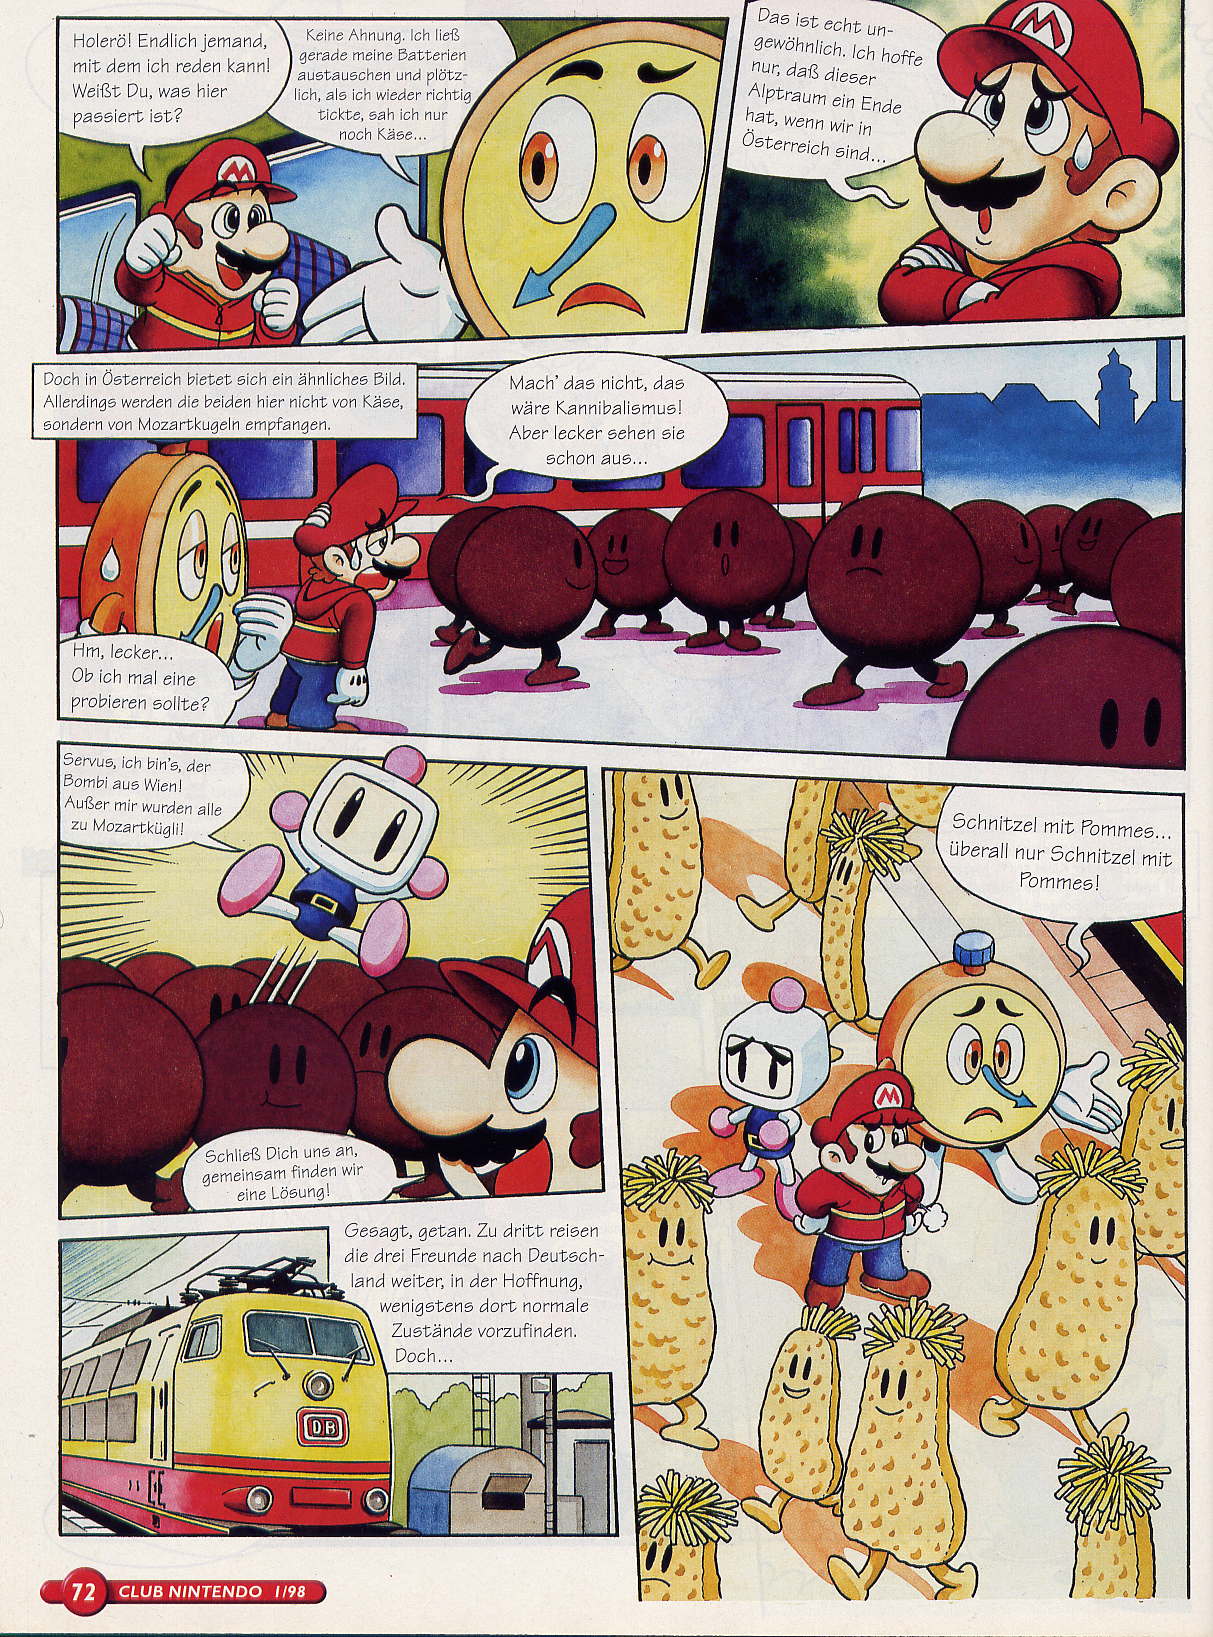 Holerö! Endlich jemand,
mit dem ich reden kann!
Weißt Du, was hier
passiert ist?
Keine Ahnung. Ich ließ
gerade meine Batterien
austauschen und plötz-
lich, als ich wieder richtig
tickte, sah ich nur
noch Käse...
Das ist echt un-
gewöhnlich. Ich hoffe
nur, daß dieser
Alptraum ein Ende
hat, wenn wir in
Österreich sind...
M
M
Doch in Österreich bietet sich ein ähnliches Bild.
Allerdings werden die beiden hier nicht von Käse,
sondern von Mozartkugeln empfangen.
Mach' das nicht, das
wäre Kannibalismus!
Aber lecker sehen sie
schon aus...
Hm, lecker...
Ob ich mal eine
probieren sollte?
Servus, ich bin's, der
Bombi aus Wien!
Außer mir wurden alle
zu Mozartkügli!
M
Schließ Dich uns an,
gemeinsam finden wir
eine Lösung!
Schnitzel mit Pommes...
überall nur Schnitzel mit
Pommes!
M
Gesagt, getan. Zu dritt reisen
die drei Freunde nach Deutsch-
land weiter, in der Hoffnung,
wenigstens dort normale
Zustände vorzufinden.
Doch...
DB
72 CLUB NINTENDO 1/98